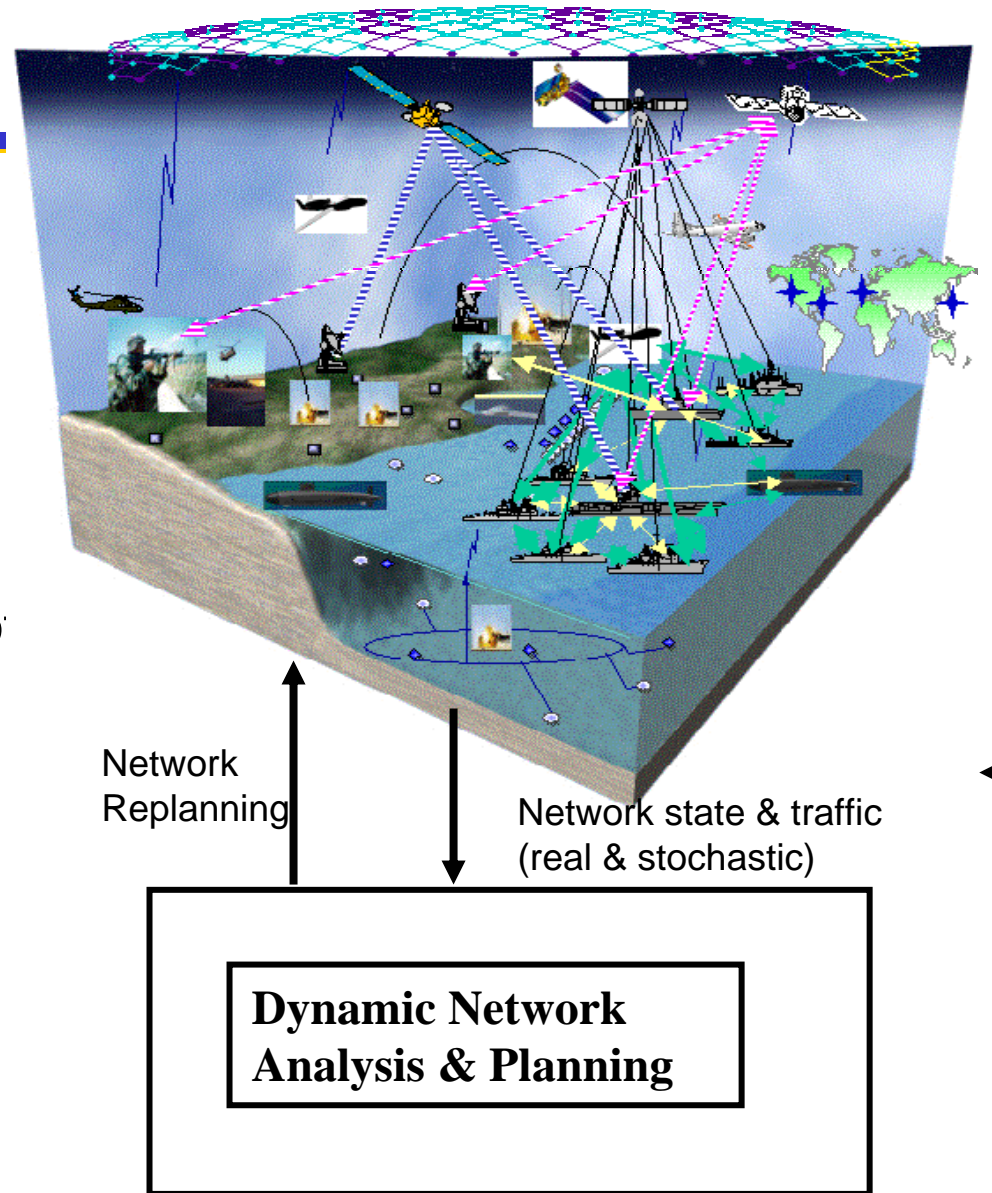 Network
Replanning
Network state & traffic
(real & stochastic)
Dynamic Network
Analysis & Planning